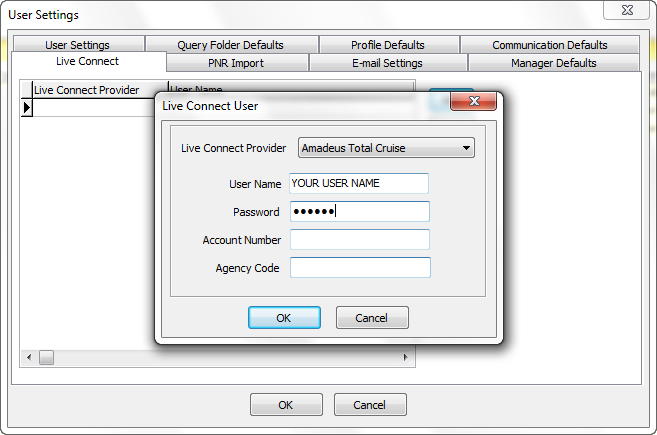 User Settings
User Settings Query Folder Defaults Profile Defaults Communication Defaults
Live Connect PNR Import E-mail Settings Manager Defaults
Live Connect Provider User Name
Live Connect User
Live Connect Provider Amadeus Total Cruise
User Name YOUR USER NAME
Password ••••••
Account Number
Agency Code
OK Cancel
OK Cancel